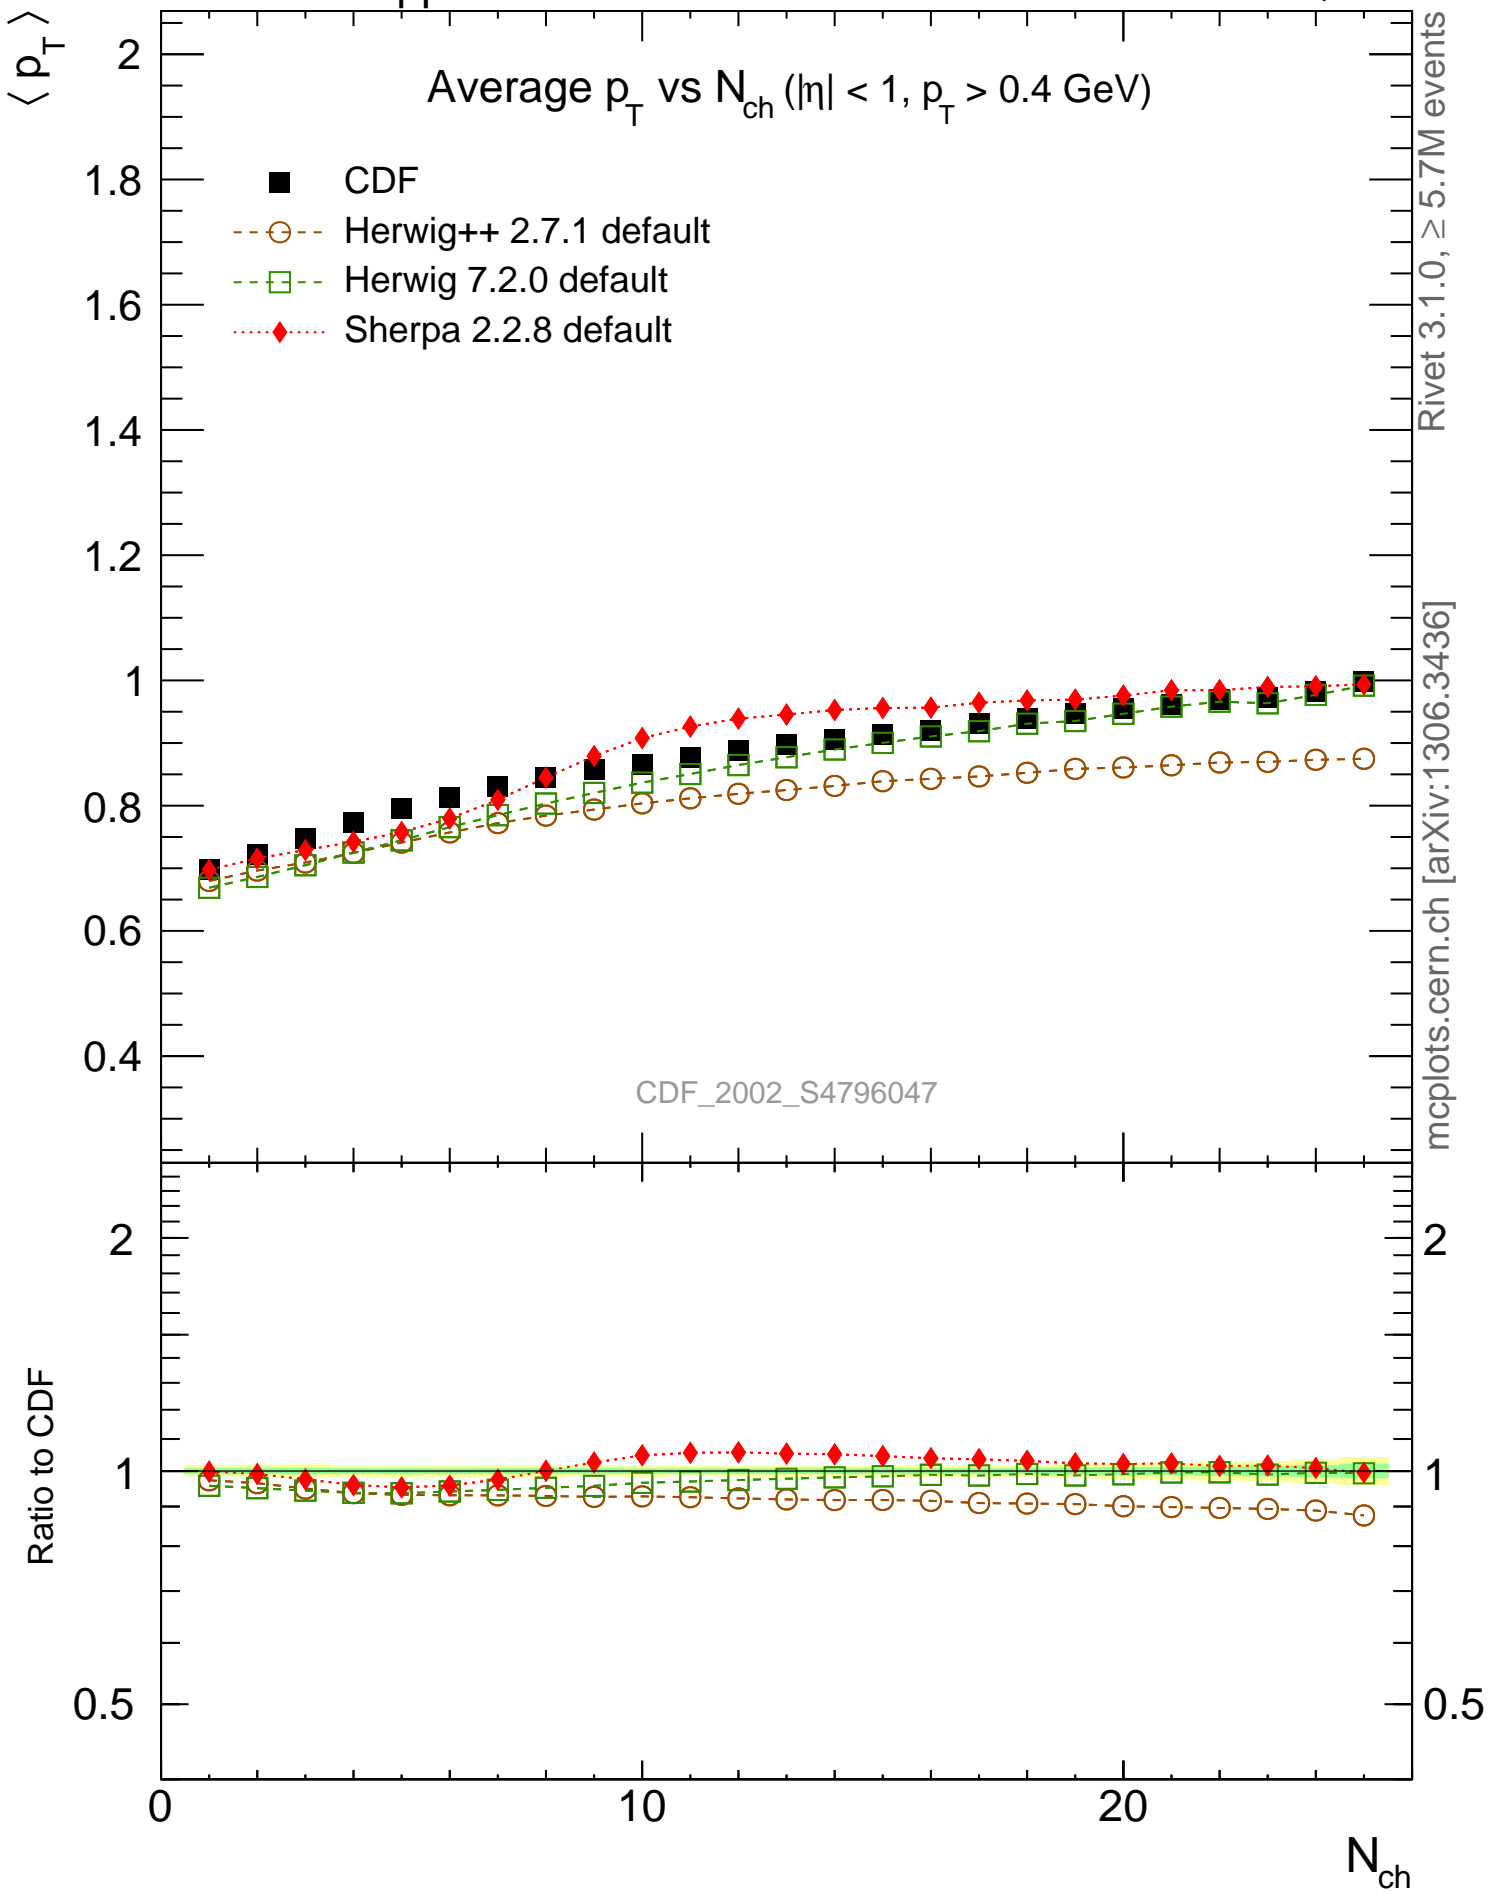 ⟨ p_T ⟩
Average p_T vs N_ch (|η| < 1, p_T > 0.4 GeV)
CDF
Herwig++ 2.7.1 default
Herwig 7.2.0 default
Sherpa 2.2.8 default
2
1.8
1.6
1.4
1.2
1
0.8
0.6
0.4
CDF_2002_S4796047
Rivet 3.1.0, ≥ 5.7M events
mcplots.cern.ch [arXiv:1306.3436]
Ratio to CDF
2
1
0.5
2
1
0.5
0
10
20
N_ch